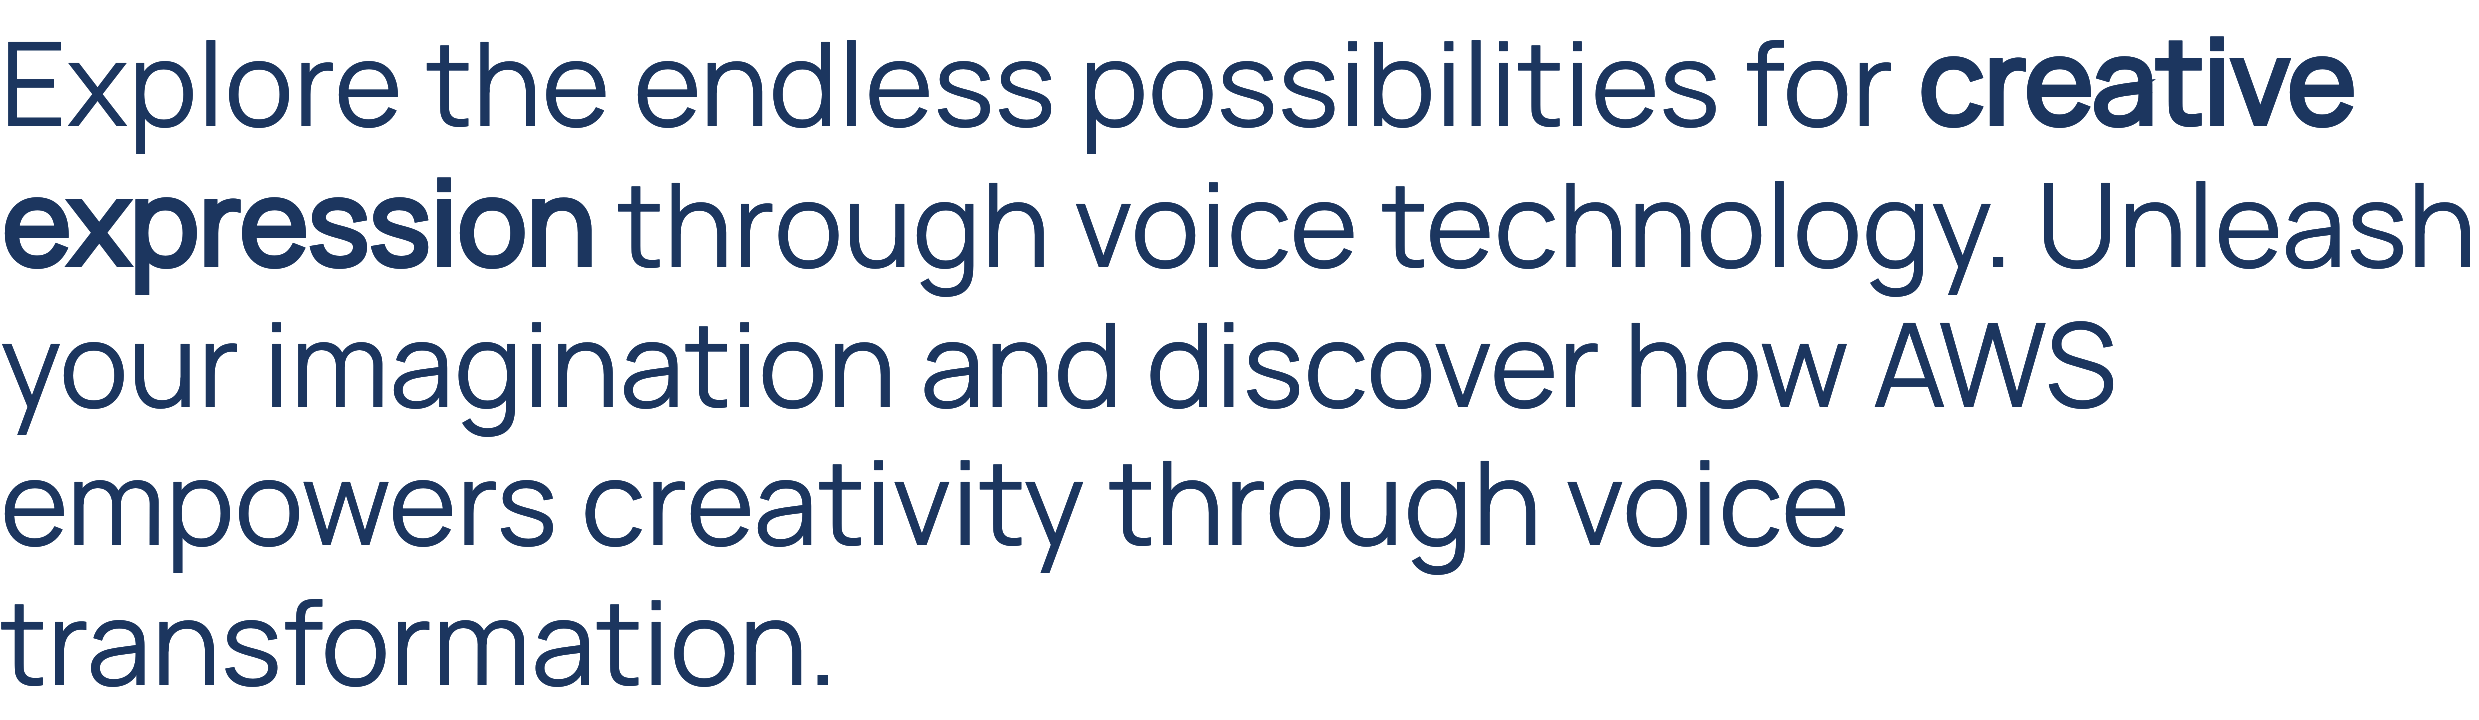 Explore the endless possibilities for creative
expression through voice technology. Unleash
your imagination and discover how AWS
empowers creativity through voice
transformation.